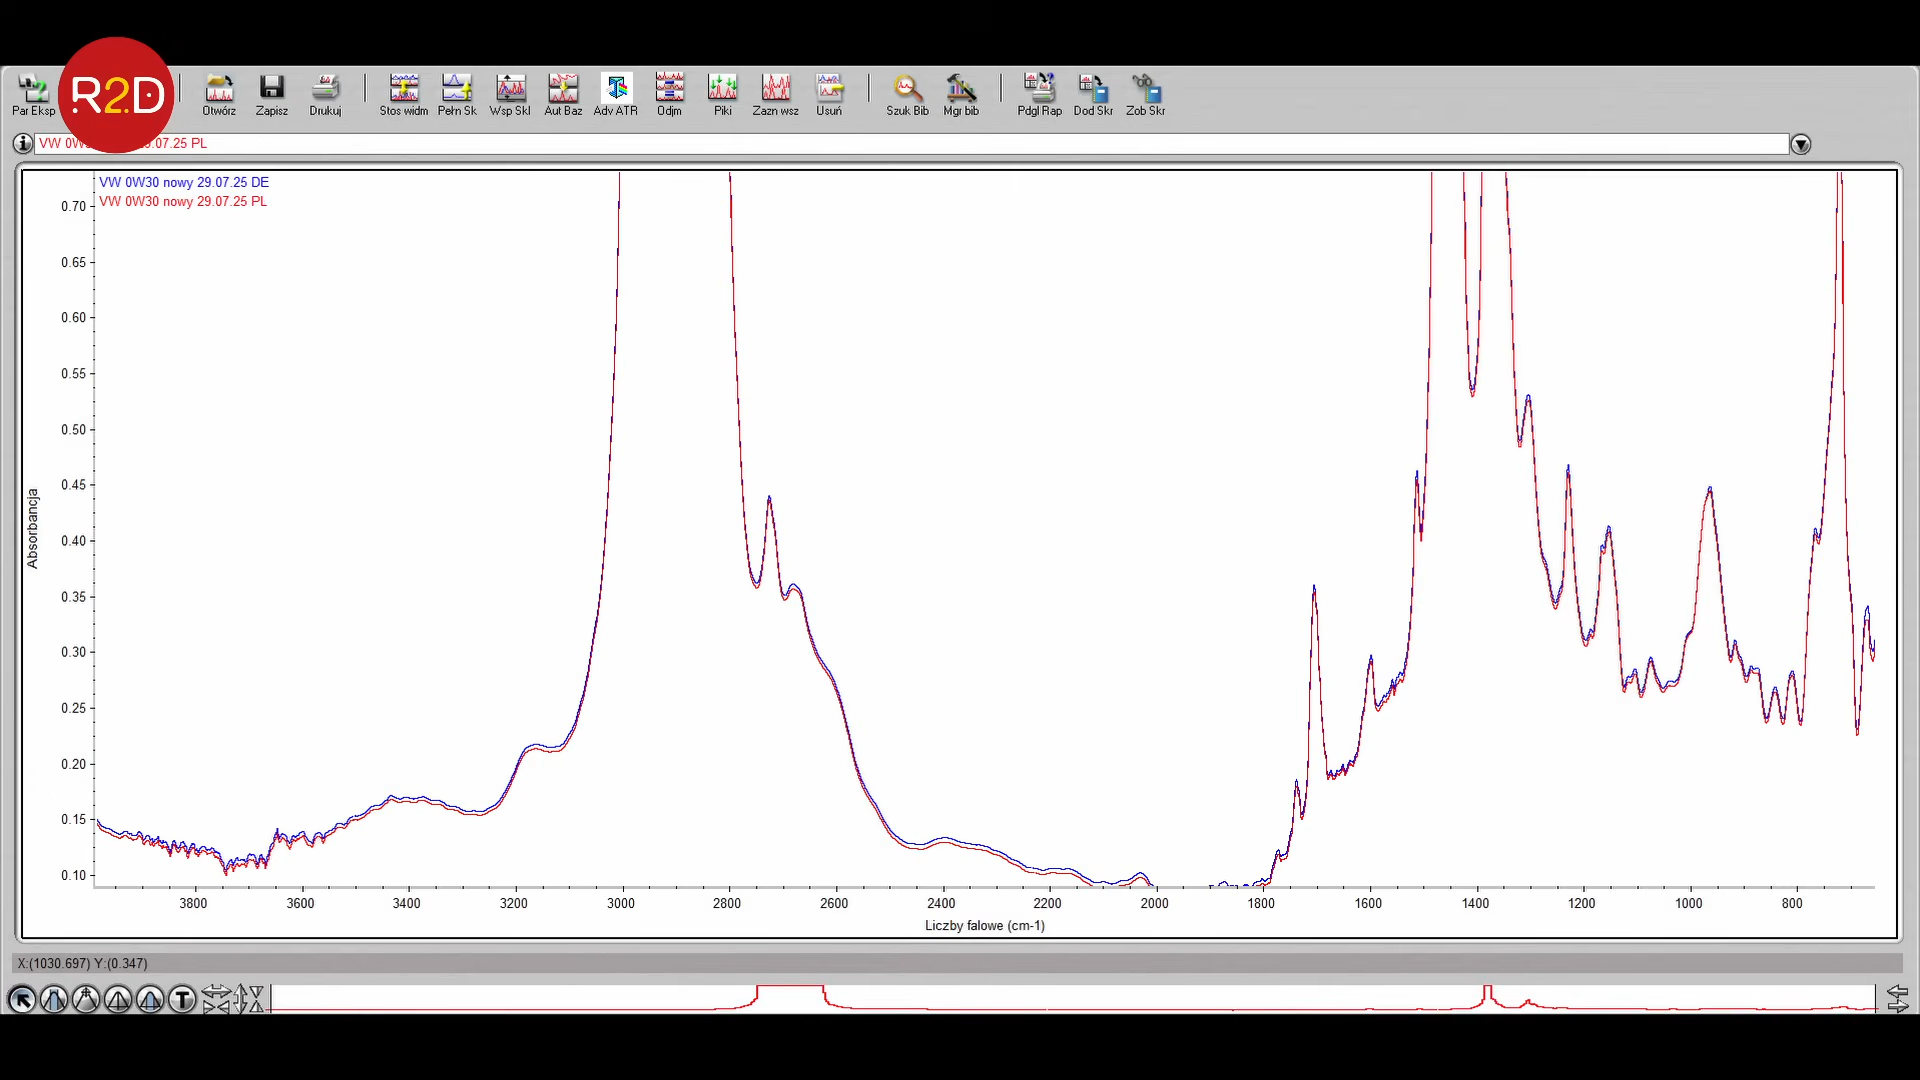 R2D
Par Eksp Otwórz Zapisz Drukuj Stos widm Pełn Sk Wsp Skl Aut Baz Adv ATR Odjm Piki Zazn wsz Usuń Szuk Bib Mgr bib Pdgl Rap Dod Skr Zob Skr
VW 0W .07.25 PL
VW 0W30 nowy 29.07.25 DE
VW 0W30 nowy 29.07.25 PL
0.70
0.65
0.60
0.55
0.50
0.45
0.40
0.35
0.30
0.25
0.20
0.15
0.10
Absorbancja
3800 3600 3400 3200 3000 2800 2600 2400 2200 2000 1800 1600 1400 1200 1000 800
Liczby falowe (cm-1)
X:(1030.697) Y:(0.347)
T